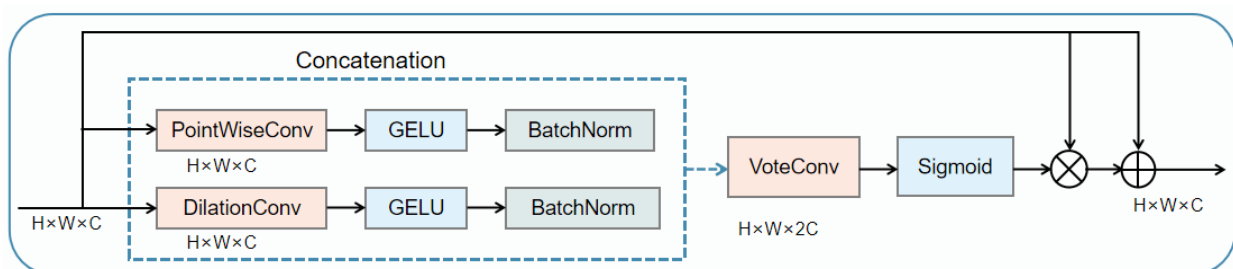 Concatenation
PointWiseConv
GELU
BatchNorm
H×W×C
VoteConv
Sigmoid
DilationConv
GELU
BatchNorm
H×W×C
H×W×C
H×W×2C
H×W×C